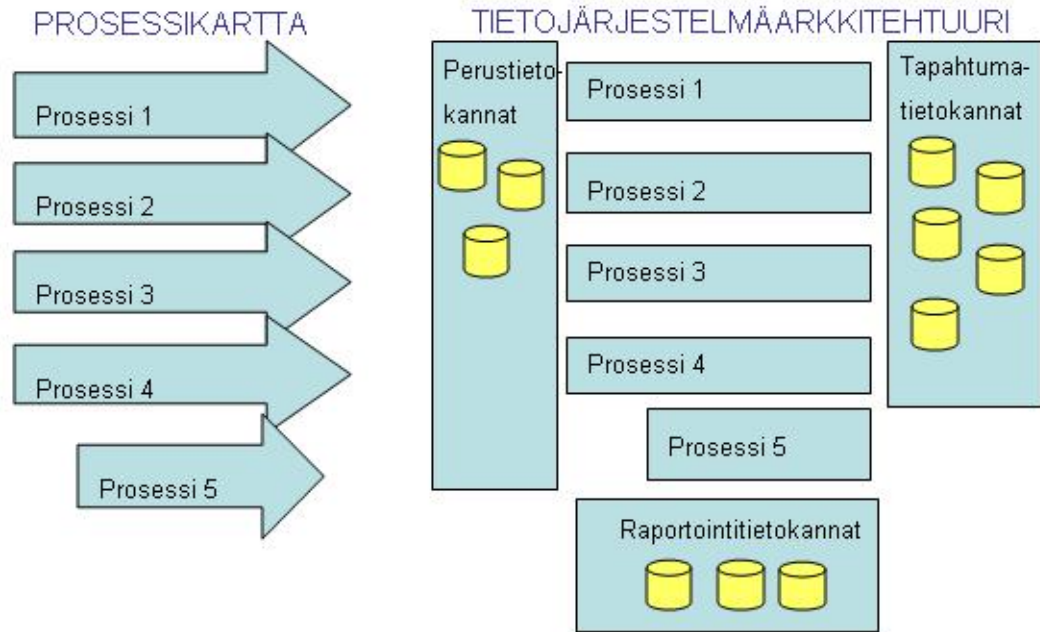 PROSESSIKARTTA
Prosessi 1
Prosessi 2
Prosessi 3
Prosessi 4
Prosessi 5
TIETOJÄRJESTELMÄARKKITEHTUURI
Perustieto-
kannat
Prosessi 1
Prosessi 2
Prosessi 3
Prosessi 4
Prosessi 5
Tapahtuma-
tietokannat
Raportointitietokannat